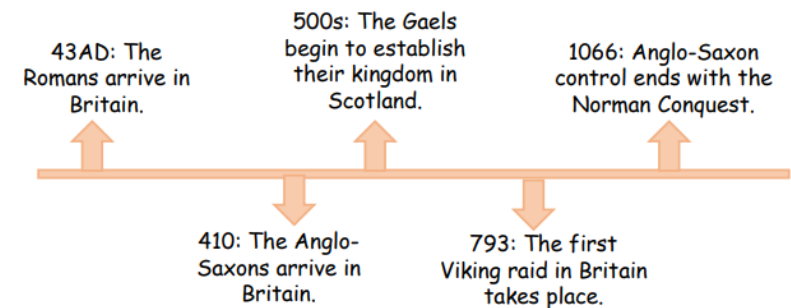 43AD: The
Romans arrive in
Britain.
500s: The Gaels
begin to establish
their kingdom in
Scotland.
1066: Anglo-Saxon
control ends with the
Norman Conquest.
410: The Anglo-
Saxons arrive in
Britain.
793: The first
Viking raid in Britain
takes place.